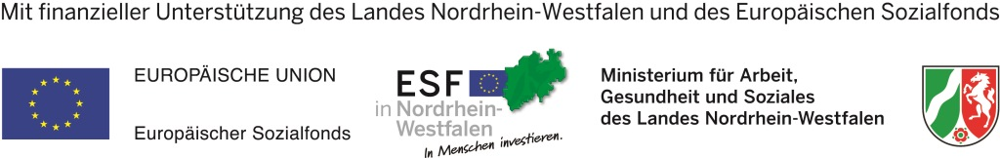 Mit finanzieller Unterstützung des Landes Nordrhein-Westfalen und des Europäischen Sozialfonds
EUROPÄISCHE UNION
Europäischer Sozialfonds
ESF
in Nordrhein-
Westfalen
In Menschen investieren.
Ministerium für Arbeit,
Gesundheit und Soziales
des Landes Nordrhein-Westfalen